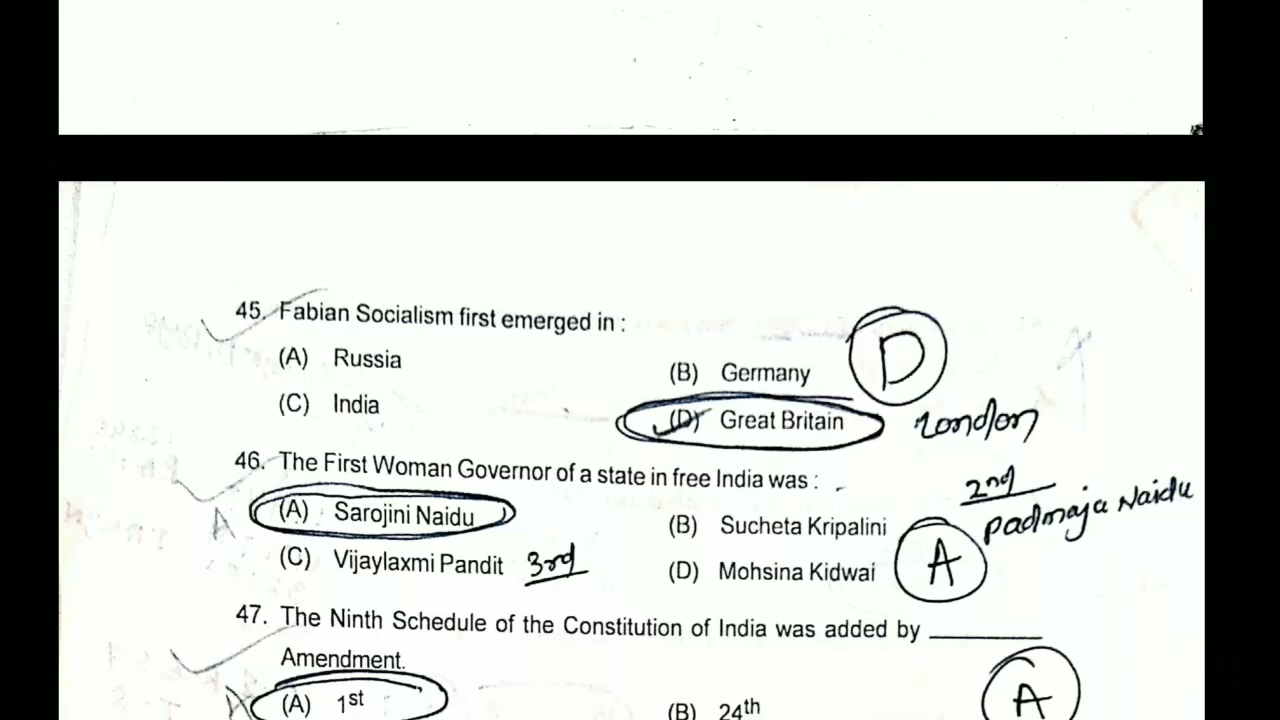 45. Fabian Socialism first emerged in :
(A) Russia
(B) Germany
D
(C) India
(D) Great Britain
London
46. The First Woman Governor of a state in free India was :
2nd
Padmaja Naidu
A
(A) Sarojini Naidu
(B) Sucheta Kripalini
(C) Vijaylaxmi Pandit 3rd
(D) Mohsina Kidwai
A
47. The Ninth Schedule of the Constitution of India was added by ________
Amendment.
(A) 1st
(B) 24th
A